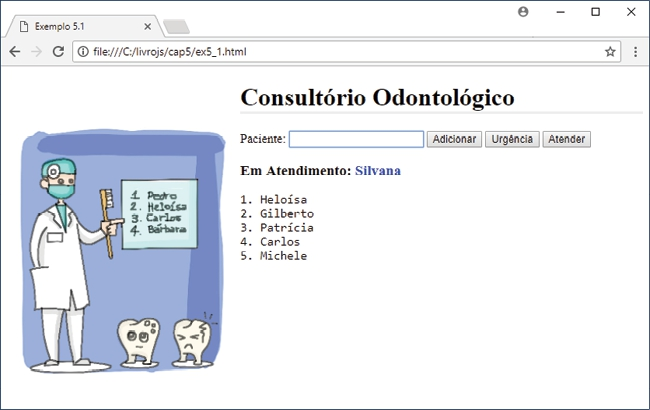 Exemplo 5.1
file:///C:/livrojs/cap5/ex5_1.html
Consultório Odontológico
Paciente: Adicionar Urgência Atender
Em Atendimento: Silvana
1. Heloísa
2. Gilberto
3. Patrícia
4. Carlos
5. Michele
1. Pedro
2. Heloísa
3. Carlos
4. Bárbara